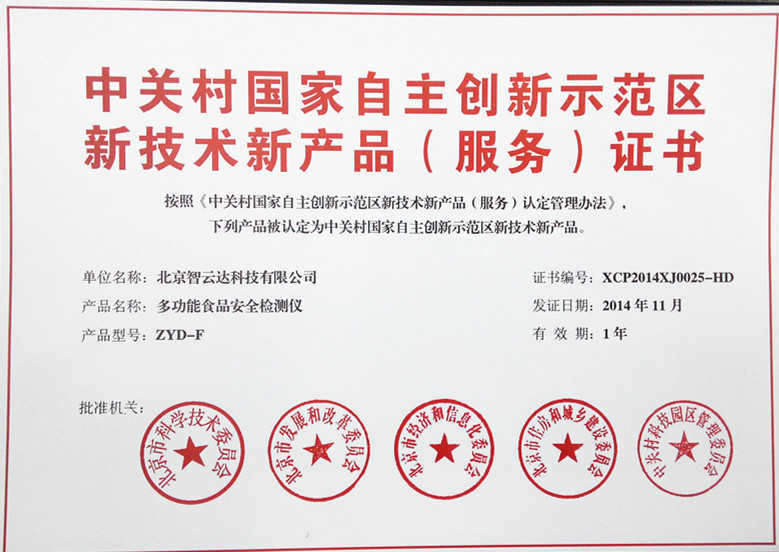 中关村国家自主创新示范区
新技术新产品（服务）证书
按照《中关村国家自主创新示范区新技术新产品（服务）认定管理办法》，
下列产品被认定为中关村国家自主创新示范区新技术新产品。
单位名称：北京智云达科技有限公司
证书编号：XCP2014XJ0025-HD
产品名称：多功能食品安全检测仪
发证日期：2014 年 11 月
产品型号：ZYD-F
有 效 期：1 年
批准机关：
北京市科学技术委员会
北京市发展和改革委员会
北京市经济和信息化委员会
北京市住房和城乡建设委员会
中关村科技园区管理委员会